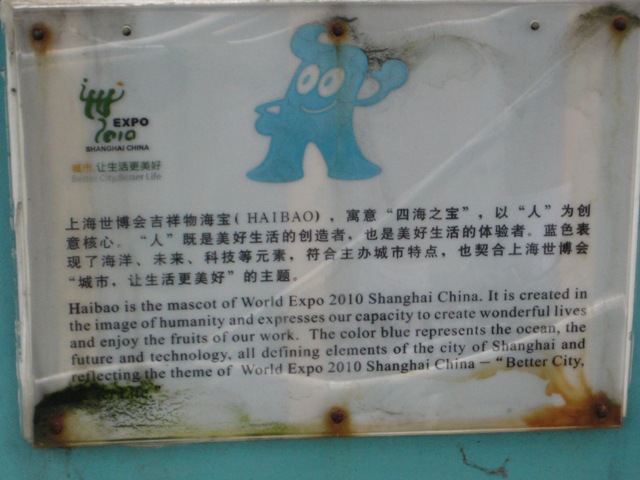 EXPO
2010
SHANGHAI CHINA
城市，让生活更美好
Better City, Better Life
上海世博会吉祥物海宝(HAIBAO)，寓意“四海之宝”，以“人”为创
意核心。“人”既是美好生活的创造者，也是美好生活的体验者。蓝色表
现了海洋、未来、科技等元素，符合主办城市特点，也契合上海世博会
“城市，让生活更美好”的主题。
Haibao is the mascot of World Expo 2010 Shanghai China. It is created in
the image of humanity and expresses our capacity to create wonderful lives
and enjoy the fruits of our work. The color blue represents the ocean, the
future and technology, all defining elements of the city of Shanghai and
reflecting the theme of World Expo 2010 Shanghai China – “Better City,